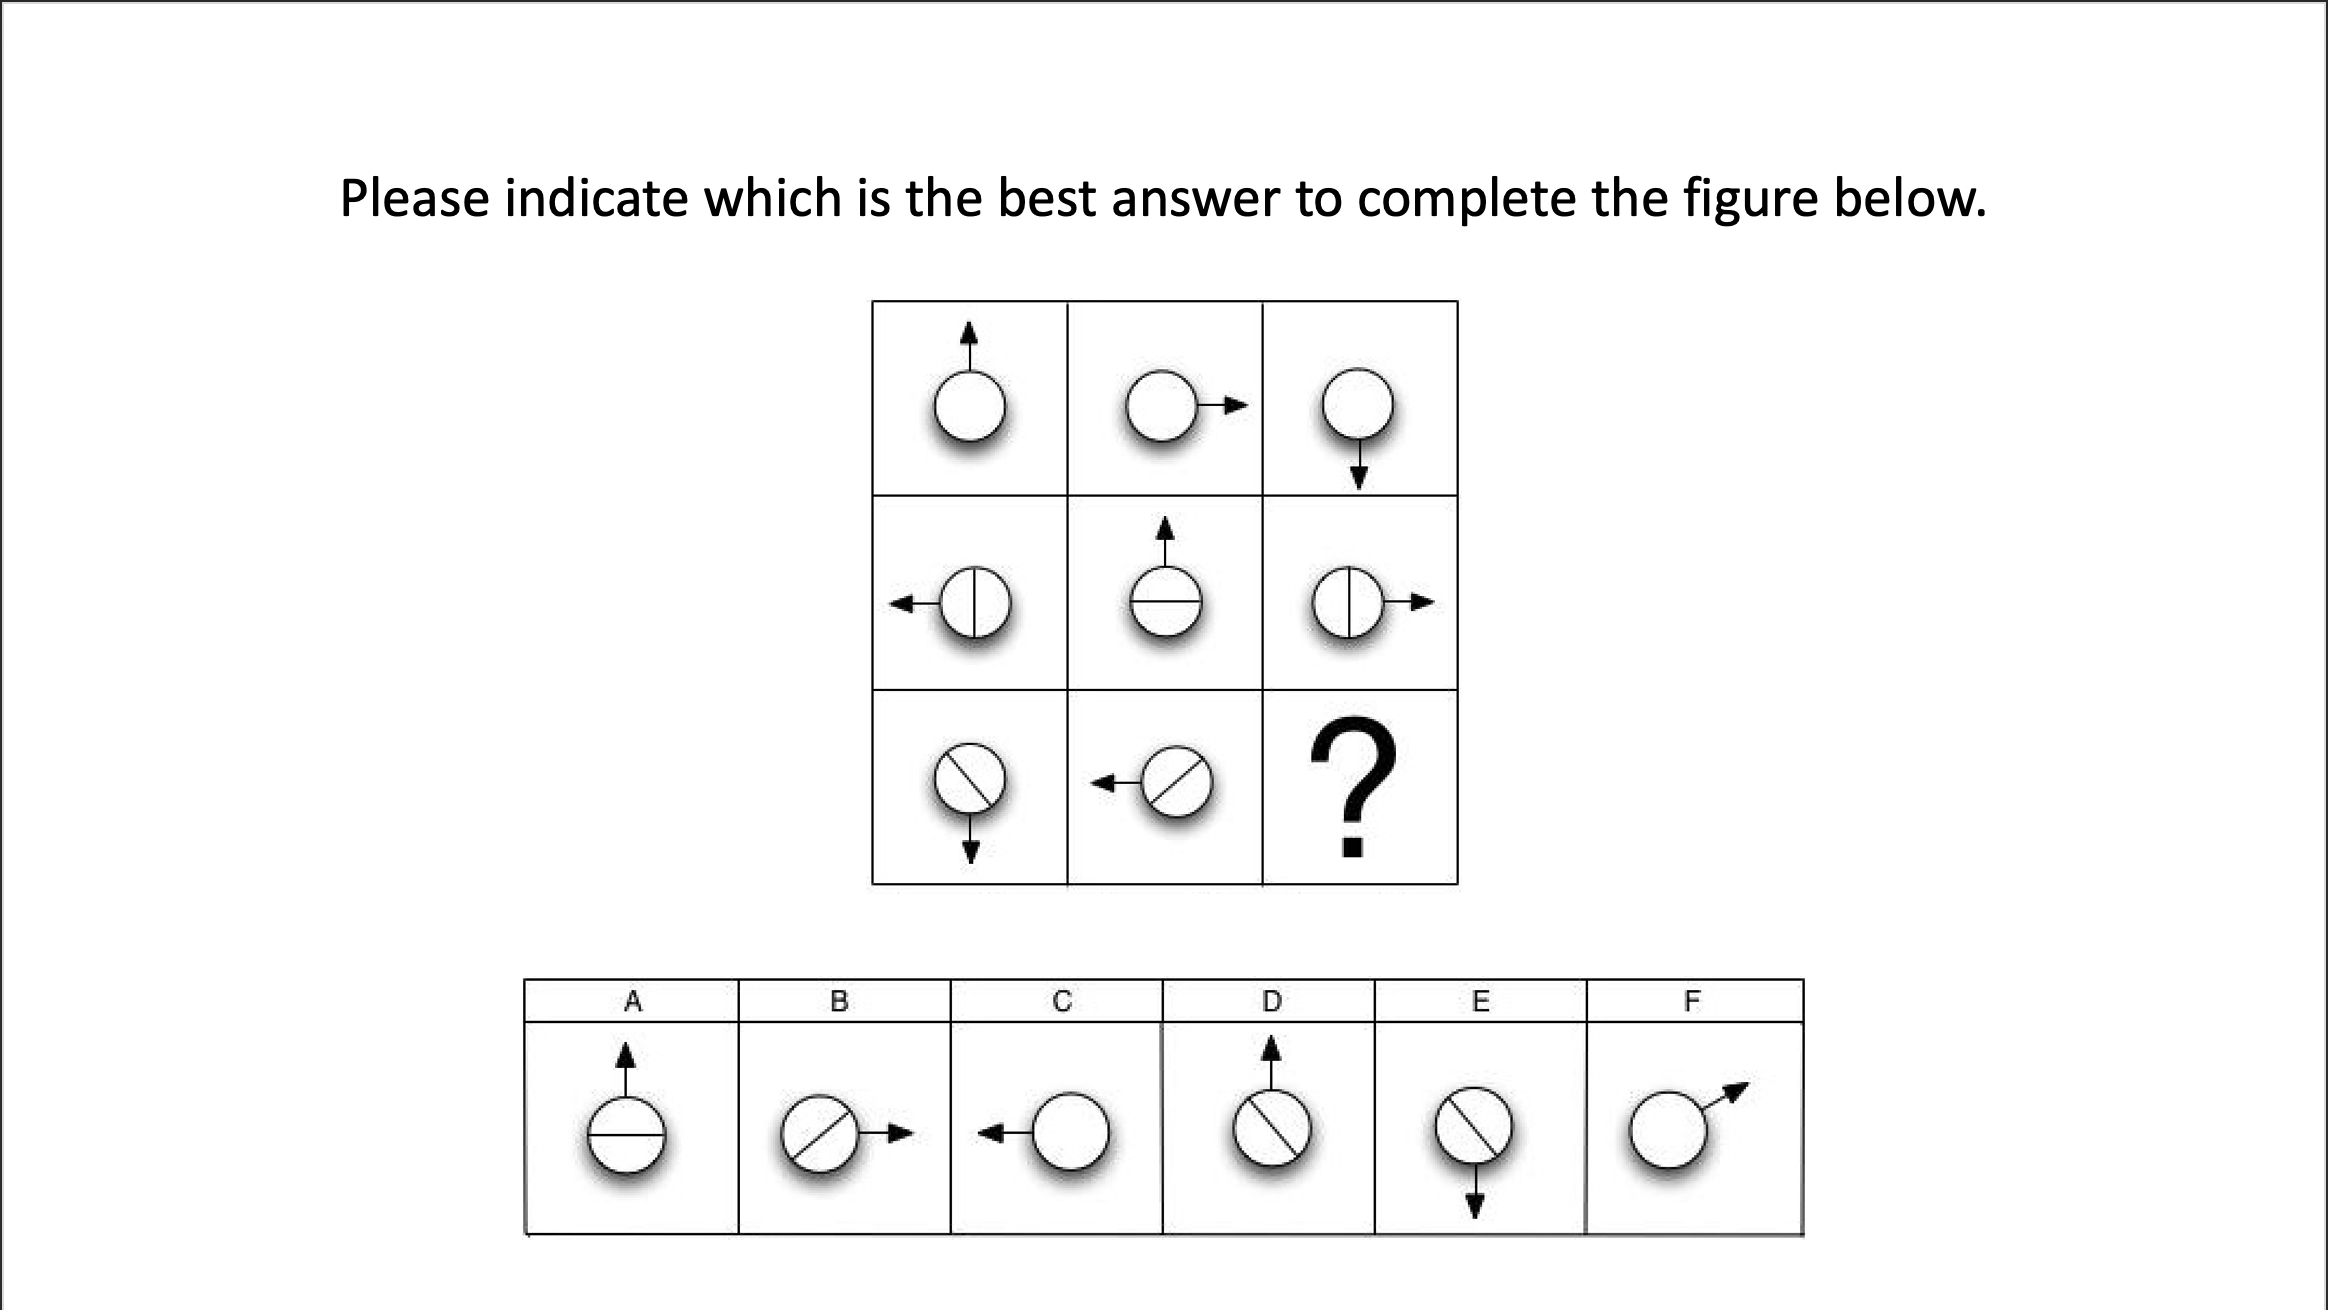 Please indicate which is the best answer to complete the figure below.
?
A B C D E F